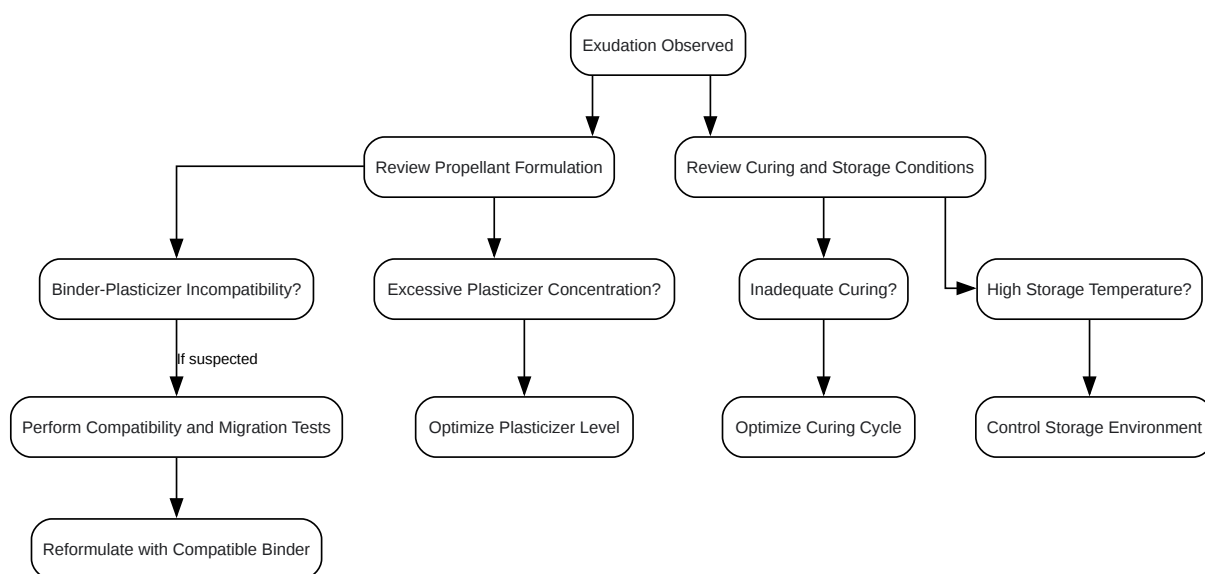 Exudation Observed
Review Propellant Formulation
Review Curing and Storage Conditions
Binder-Plasticizer Incompatibility?
Excessive Plasticizer Concentration?
Inadequate Curing?
High Storage Temperature?
If suspected
Perform Compatibility and Migration Tests
Optimize Plasticizer Level
Optimize Curing Cycle
Control Storage Environment
Reformulate with Compatible Binder